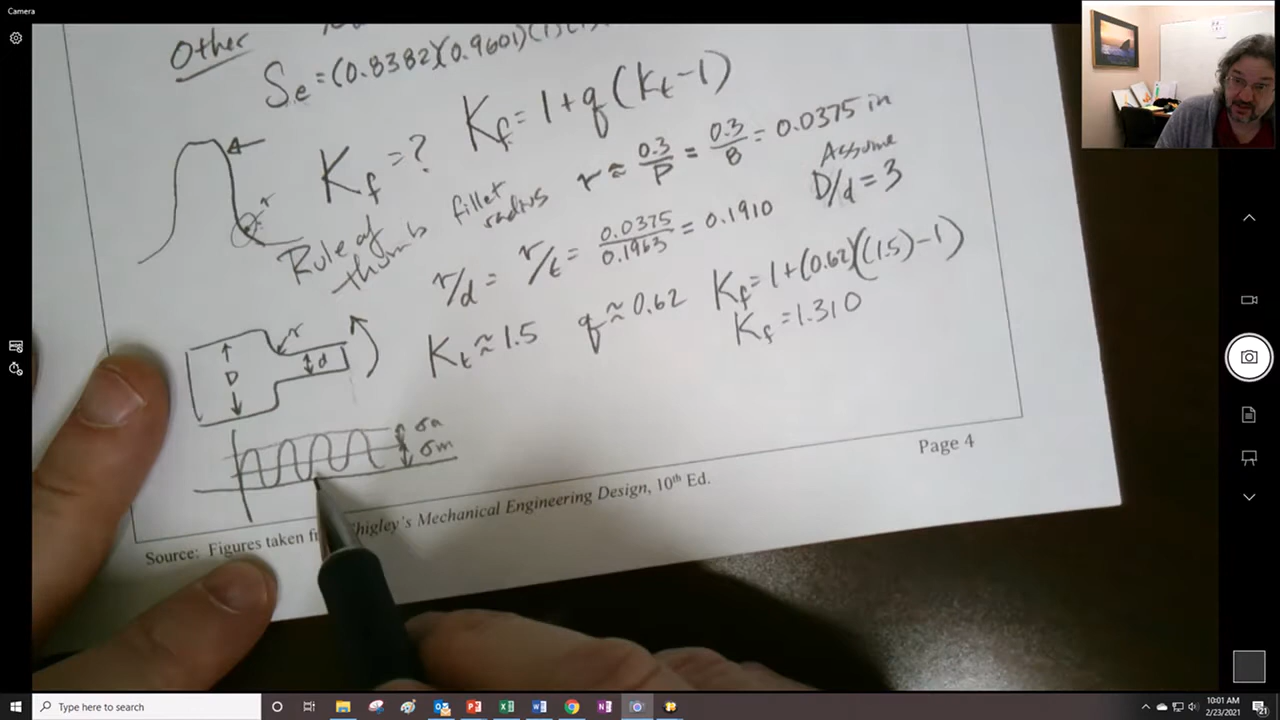 Camera
Other
Se = (0.8382)(0.9601)(1)(
Kf = ? Kf = 1 + q (Kt - 1)
r
Rule of thumb fillet radius r ≈ 0.3/P = 0.3/8 = 0.0375 in
Assume
D/d = 3
r/d = r/t = 0.0375/0.1963 = 0.1910
Kt ≈ 1.5 q ≈ 0.62 Kf = 1 + (0.62)((1.5) - 1)
Kf = 1.310
r
D
d
σa
σm
Page 4
Source: Figures taken Shigley's Mechanical Engineering Design, 10th Ed.
Type here to search
10:01 AM
2/23/2021
21